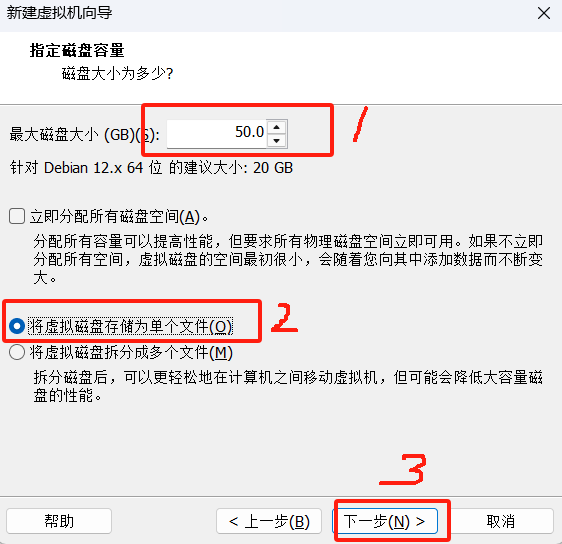 新建虚拟机向导
指定磁盘容量
磁盘大小为多少?
最大磁盘大小 (GB)(S): 50.0 1
针对 Debian 12.x 64 位 的建议大小: 20 GB
立即分配所有磁盘空间(A)。
分配所有容量可以提高性能，但要求所有物理磁盘空间立即可用。如果不立即
分配所有空间，虚拟磁盘的空间最初很小，会随着您向其中添加数据而不断变
大。
将虚拟磁盘存储为单个文件(O) 2
将虚拟磁盘拆分成多个文件(M)
拆分磁盘后，可以更轻松地在计算机之间移动虚拟机，但可能会降低大容量磁
盘的性能。
3
帮助 < 上一步(B) 下一步(N) > 取消